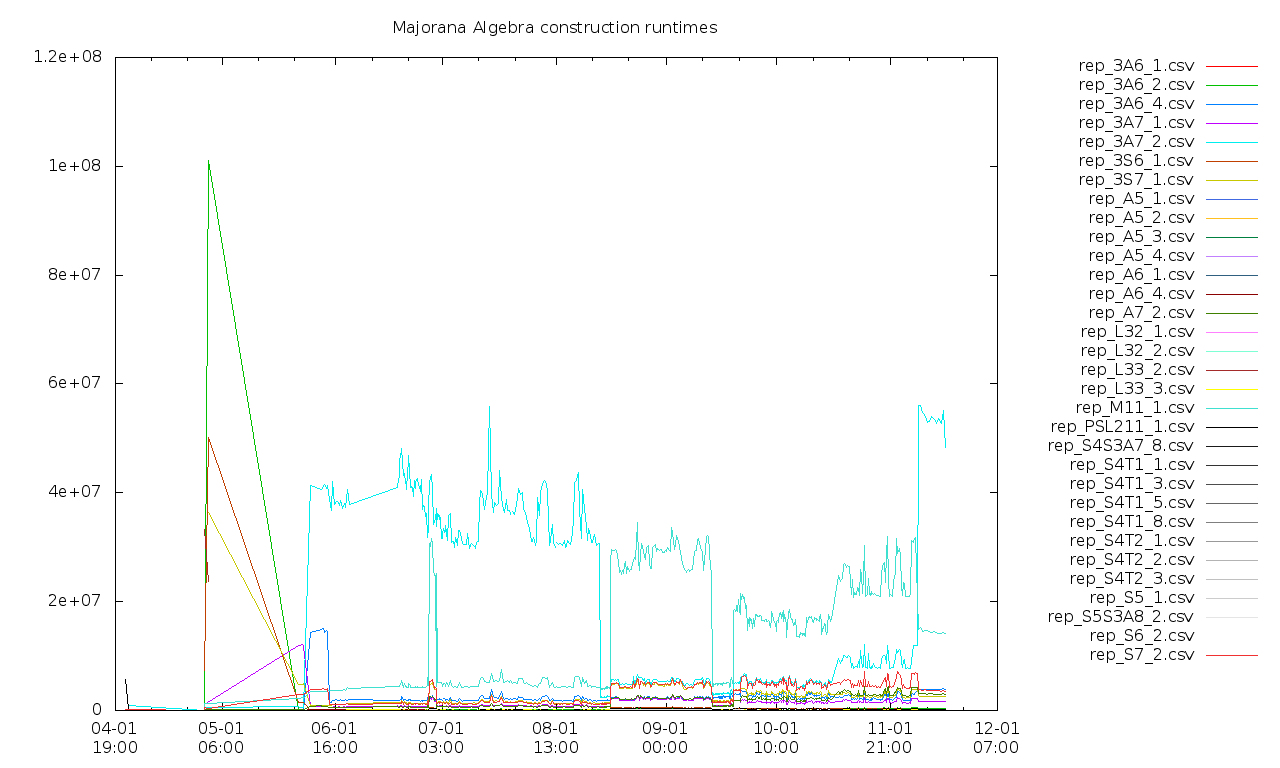 Majorana Algebra construction runtimes
1.2e+08
1e+08
8e+07
6e+07
4e+07
2e+07
0
04-01 19:00
05-01 06:00
05-01 16:00
07-01 03:00
08-01 13:00
09-01 00:00
10-01 10:00
11-01 21:00
12-01 07:00
rep_3A6_1.csv
rep_3A6_2.csv
rep_3A6_4.csv
rep_3A7_1.csv
rep_3A7_2.csv
rep_3S6_1.csv
rep_3S7_1.csv
rep_A5_1.csv
rep_A5_2.csv
rep_A5_3.csv
rep_A5_4.csv
rep_A6_1.csv
rep_A6_4.csv
rep_A7_2.csv
rep_L32_1.csv
rep_L32_2.csv
rep_L33_2.csv
rep_L33_3.csv
rep_M11_1.csv
rep_PSL211_1.csv
rep_S4S3A7_8.csv
rep_S4T1_1.csv
rep_S4T1_3.csv
rep_S4T1_5.csv
rep_S4T1_8.csv
rep_S4T2_1.csv
rep_S4T2_2.csv
rep_S4T2_3.csv
rep_S5_1.csv
rep_S5S3A8_2.csv
rep_S6_2.csv
rep_S7_2.csv